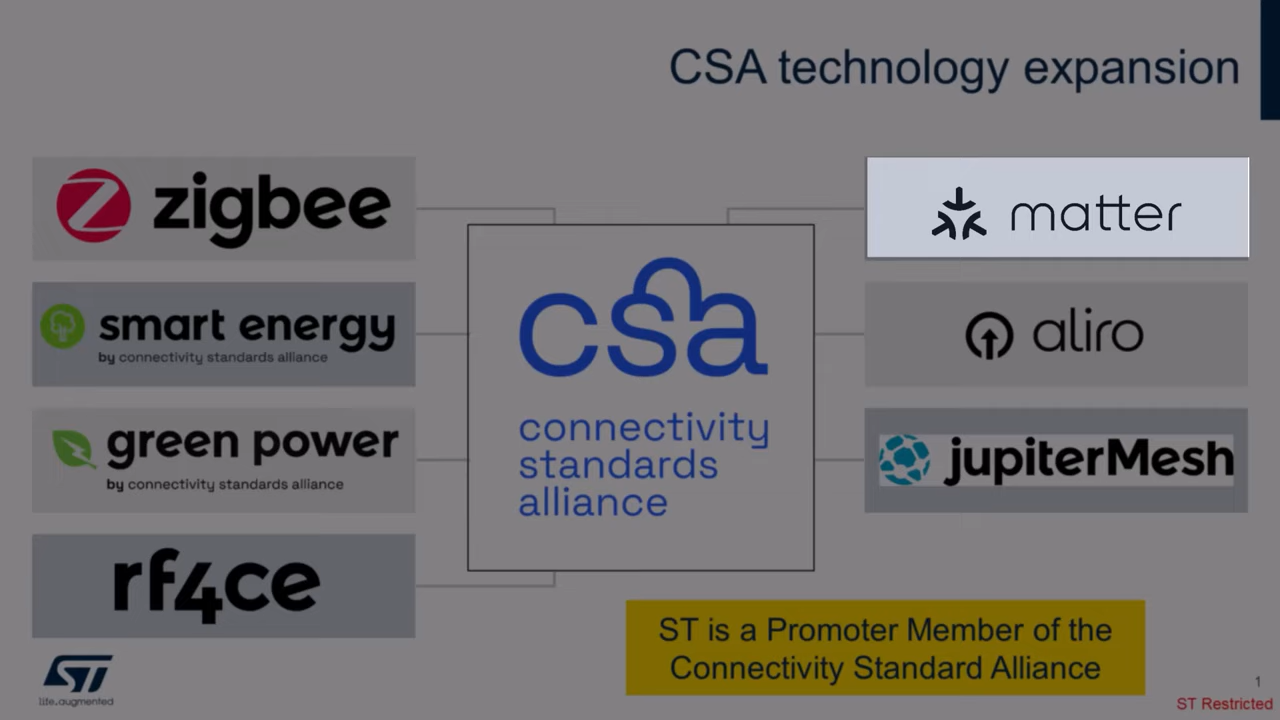 CSA technology expansion
zigbee
smart energy
by connectivity standards alliance
green power
by connectivity standards alliance
rf4ce
csa
connectivity
standards
alliance
matter
aliro
jupiterMesh
ST is a Promoter Member of the
Connectivity Standard Alliance
ST
life.augmented
1
ST Restricted